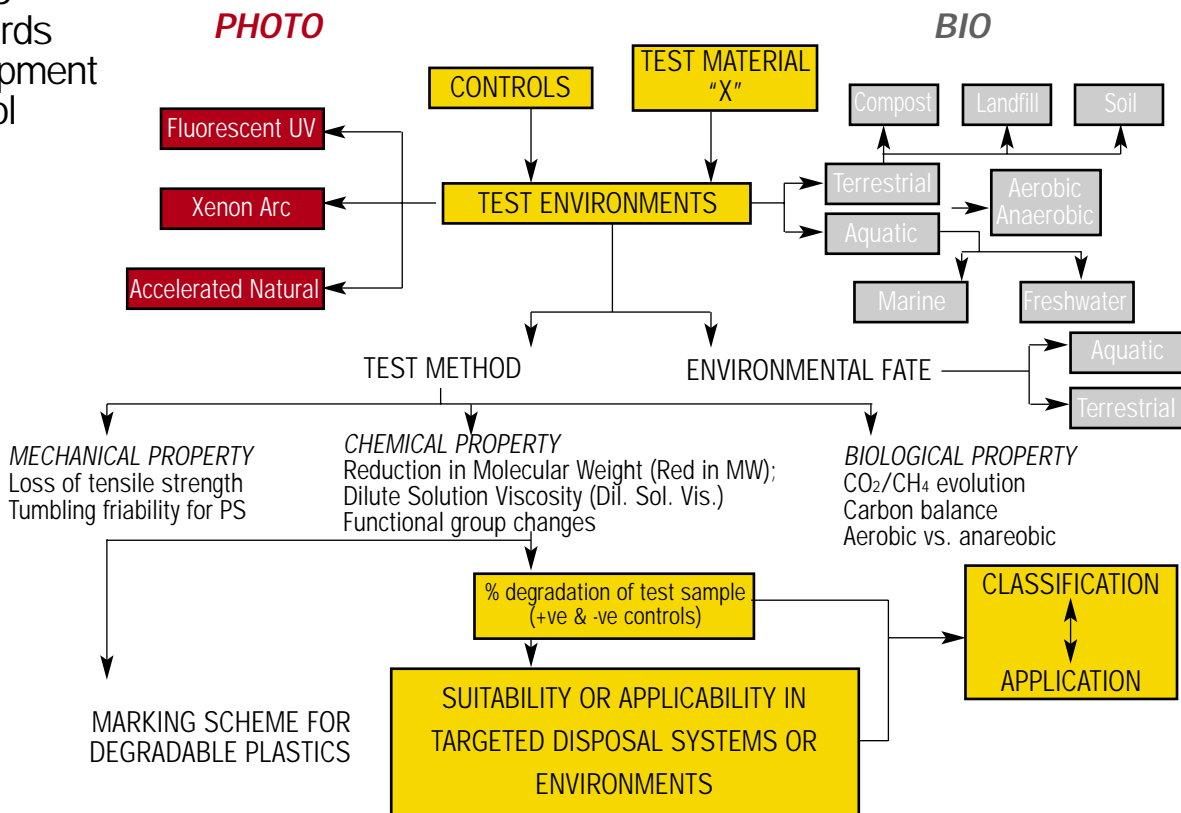 rds
pment
ol
PHOTO
BIO
CONTROLS
TEST MATERIAL
“X”
Compost
Landfill
Soil
Fluorescent UV
Xenon Arc
Accelerated Natural
TEST ENVIRONMENTS
Terrestrial
Aquatic
Aerobic
Anaerobic
Marine
Freshwater
TEST METHOD
ENVIRONMENTAL FATE
Aquatic
Terrestrial
MECHANICAL PROPERTY
Loss of tensile strength
Tumbling friability for PS
CHEMICAL PROPERTY
Reduction in Molecular Weight (Red in MW);
Dilute Solution Viscosity (Dil. Sol. Vis.)
Functional group changes
BIOLOGICAL PROPERTY
CO₂/CH₄ evolution
Carbon balance
Aerobic vs. anareobic
% degradation of test sample
(+ve & -ve controls)
CLASSIFICATION
APPLICATION
MARKING SCHEME FOR
DEGRADABLE PLASTICS
SUITABILITY OR APPLICABILITY IN
TARGETED DISPOSAL SYSTEMS OR
ENVIRONMENTS